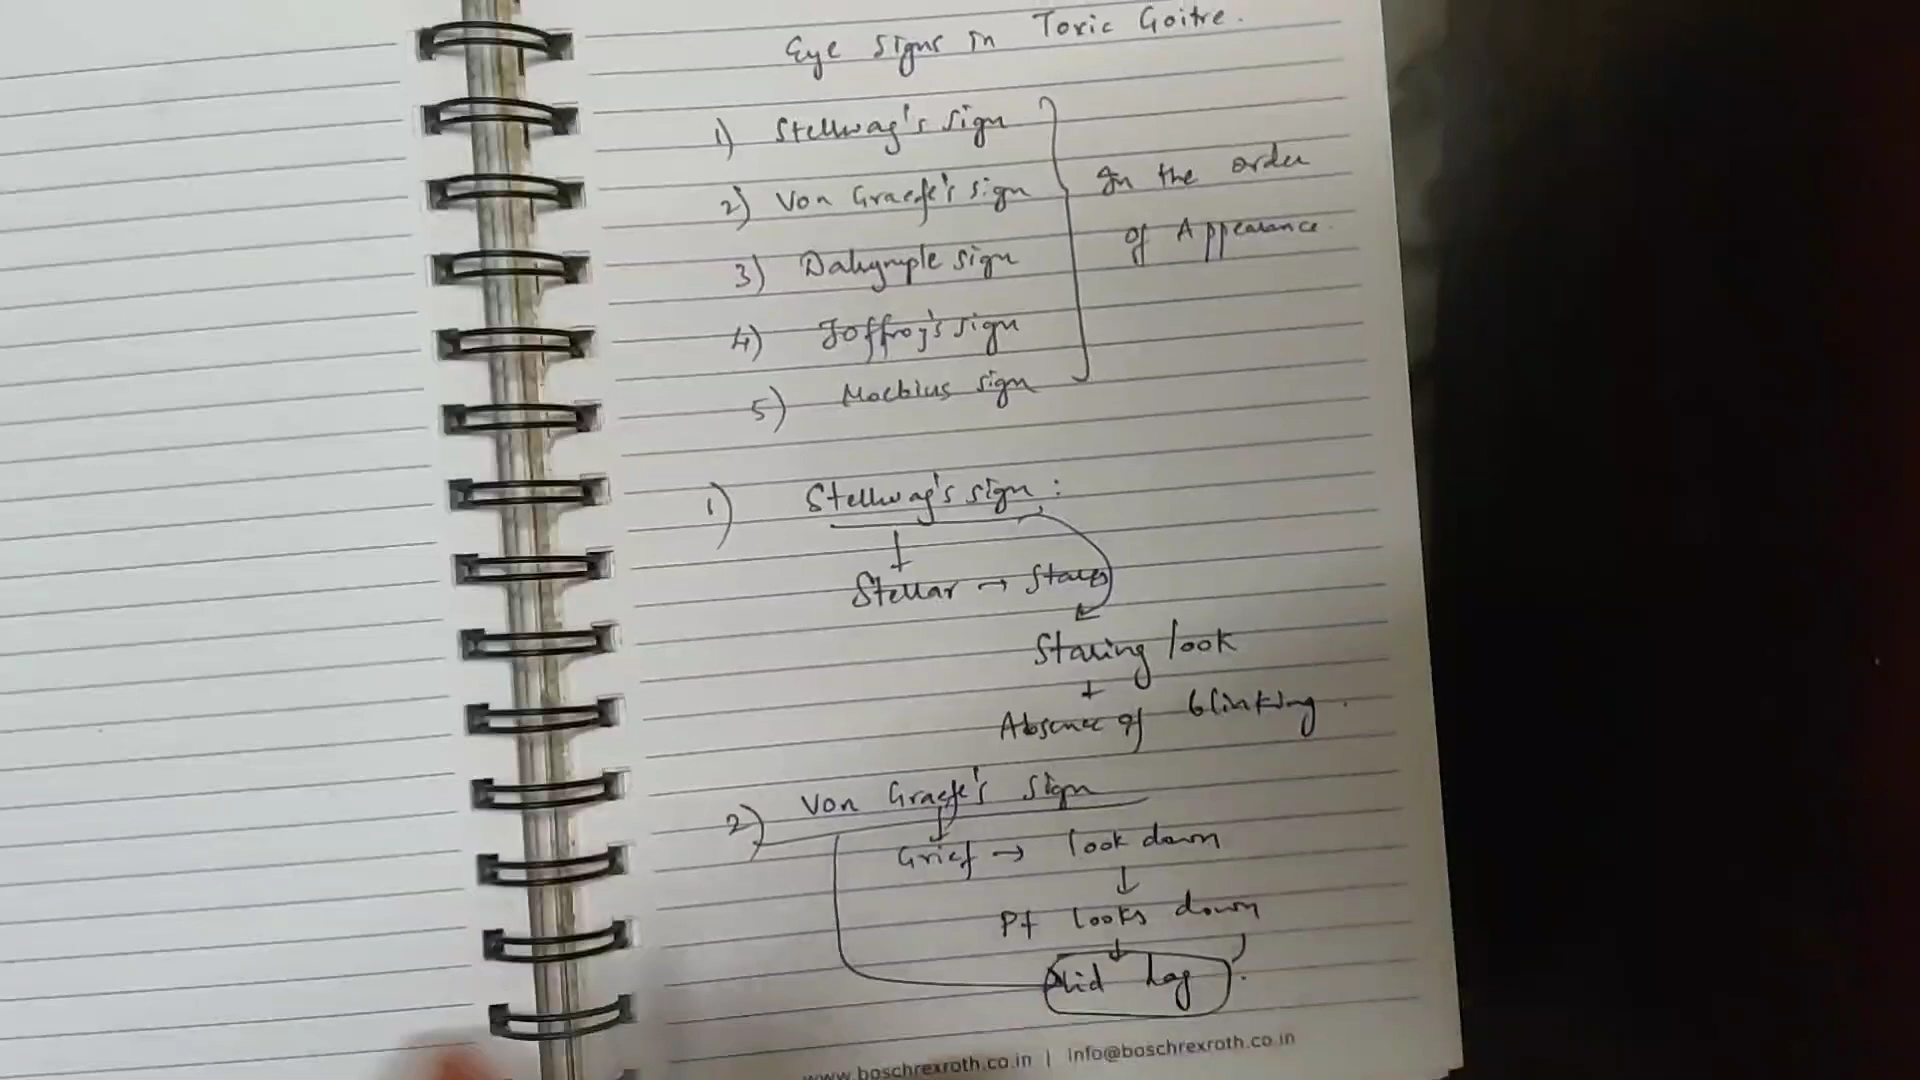 Eye signs in Toxic Goitre.
1) Stellwag's sign
2) Von Graefe's sign
3) Dalrymple sign
4) Joffroy's sign
5) Moebius sign
In the order
of Appearance.
1) Stellwag's sign :
Stellar → Stares
Staring look
+
Absence of blinking.
2) Von Graefe's sign
Grief → look down
Pt looks down
Lid Lag.
www.boschrexroth.co.in | info@boschrexroth.co.in